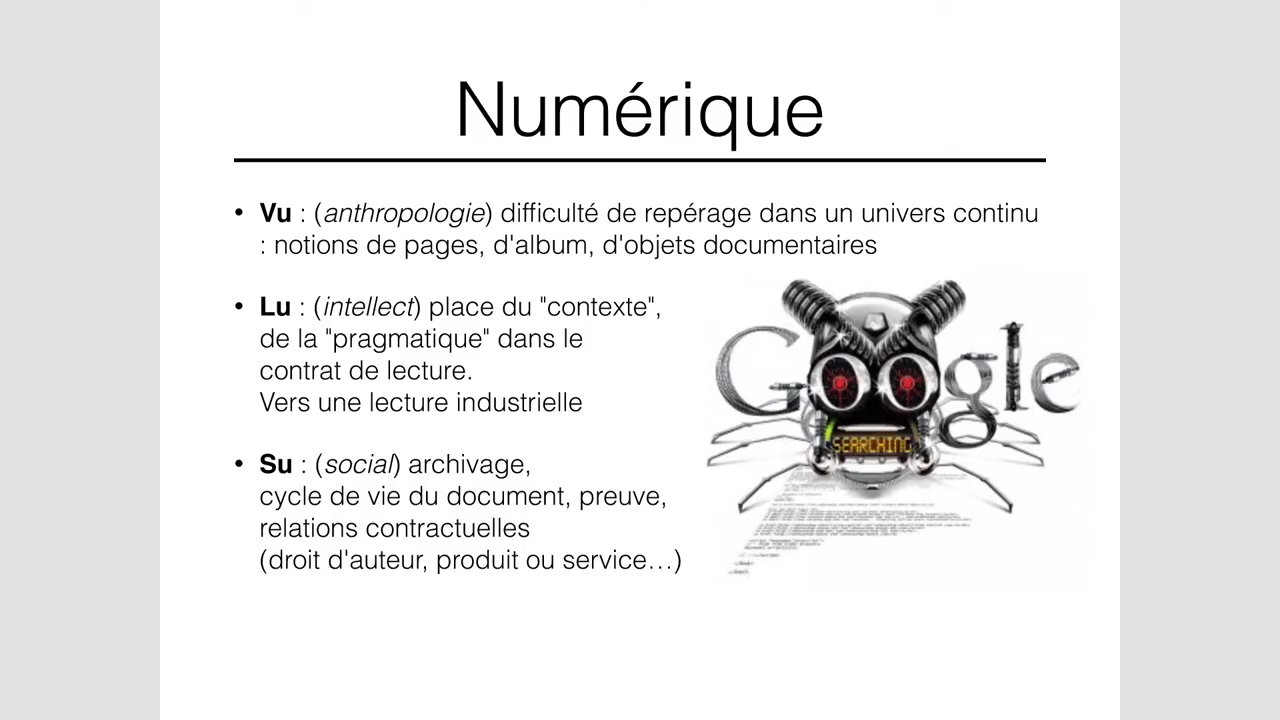 Numérique
• Vu : (anthropologie) difficulté de repérage dans un univers continu
: notions de pages, d'album, d'objets documentaires
• Lu : (intellect) place du "contexte",
de la "pragmatique" dans le
contrat de lecture.
Vers une lecture industrielle
Google
SEARCHING
• Su : (social) archivage,
cycle de vie du document, preuve,
relations contractuelles
(droit d'auteur, produit ou service…)